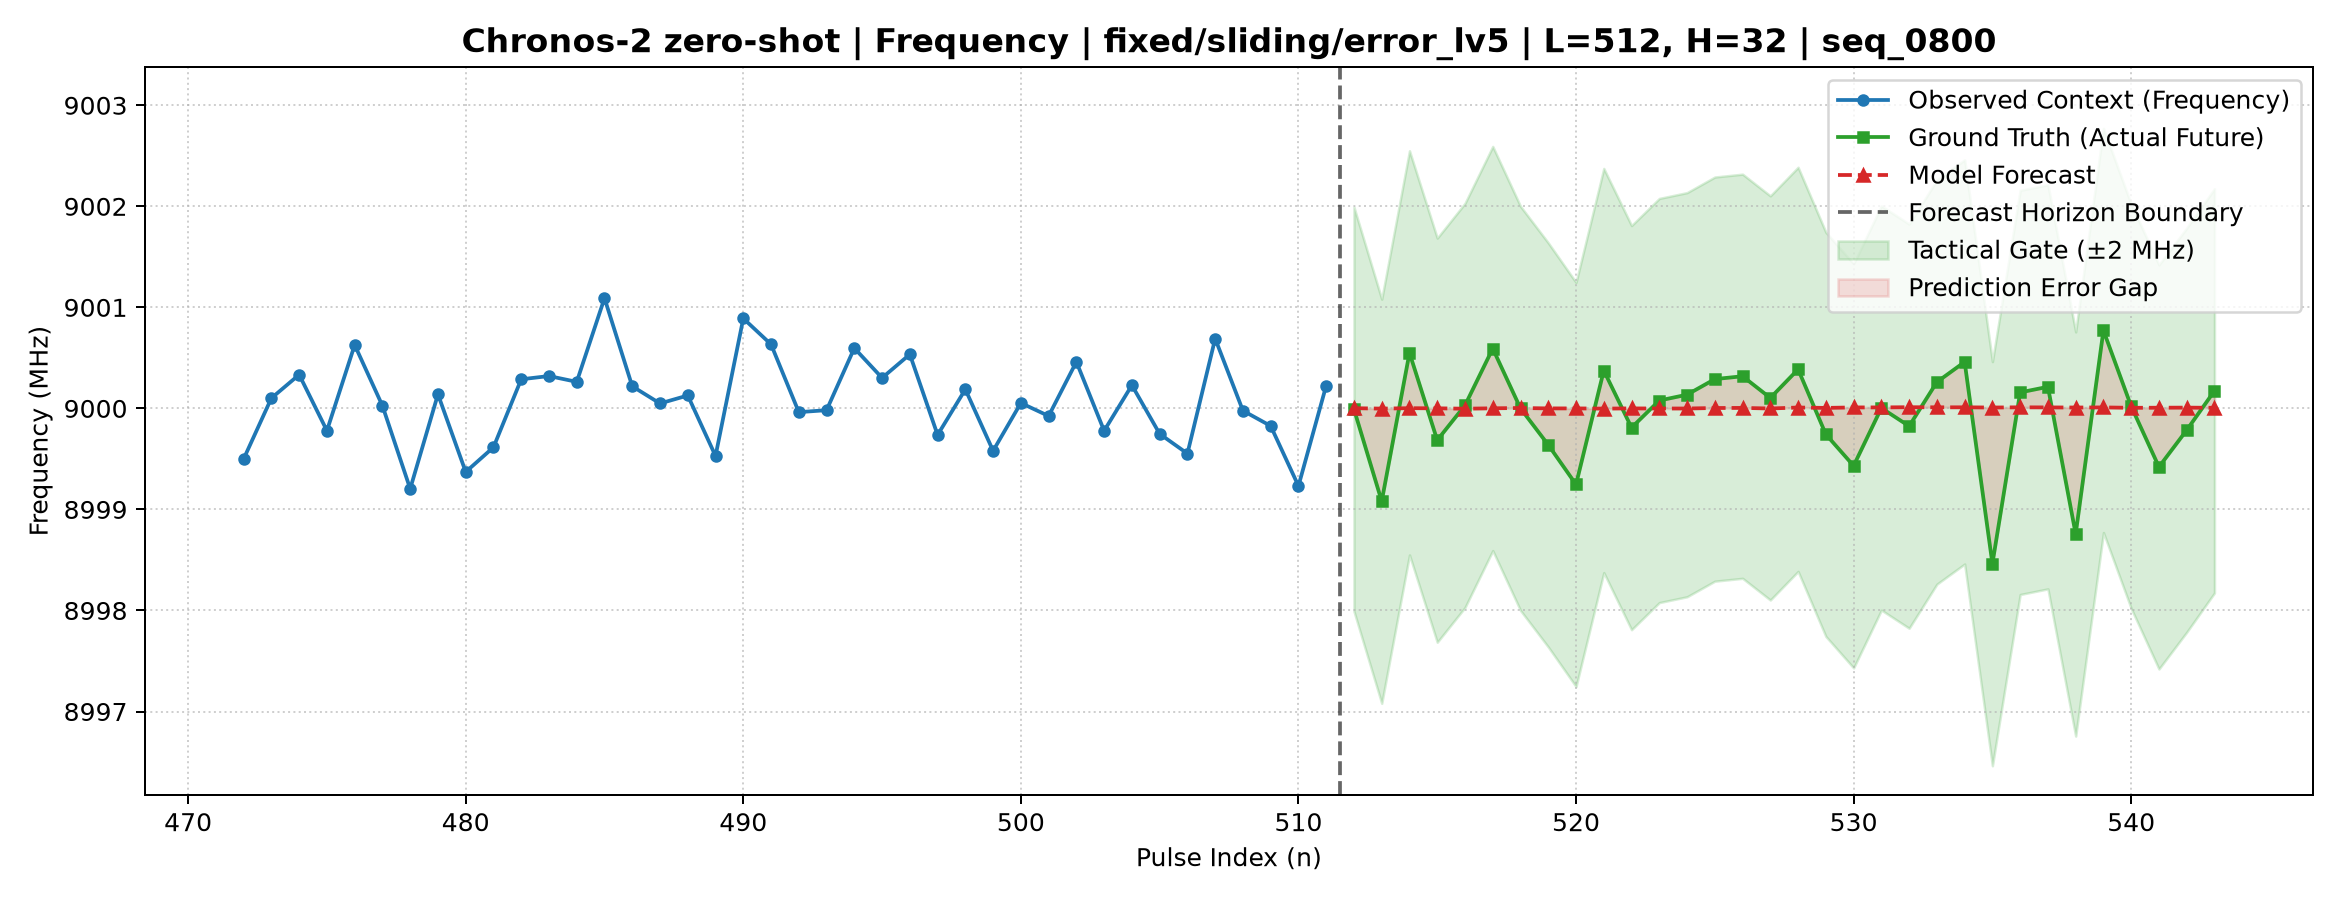 Chronos-2 zero-shot | Frequency | fixed/sliding/error_lv5 | L=512, H=32 | seq_0800
Observed Context (Frequency)
Ground Truth (Actual Future)
Model Forecast
Forecast Horizon Boundary
Tactical Gate (±2 MHz)
Prediction Error Gap
Frequency (MHz)
9003
9002
9001
9000
8999
8998
8997
470 480 490 500 510 520 530 540
Pulse Index (n)